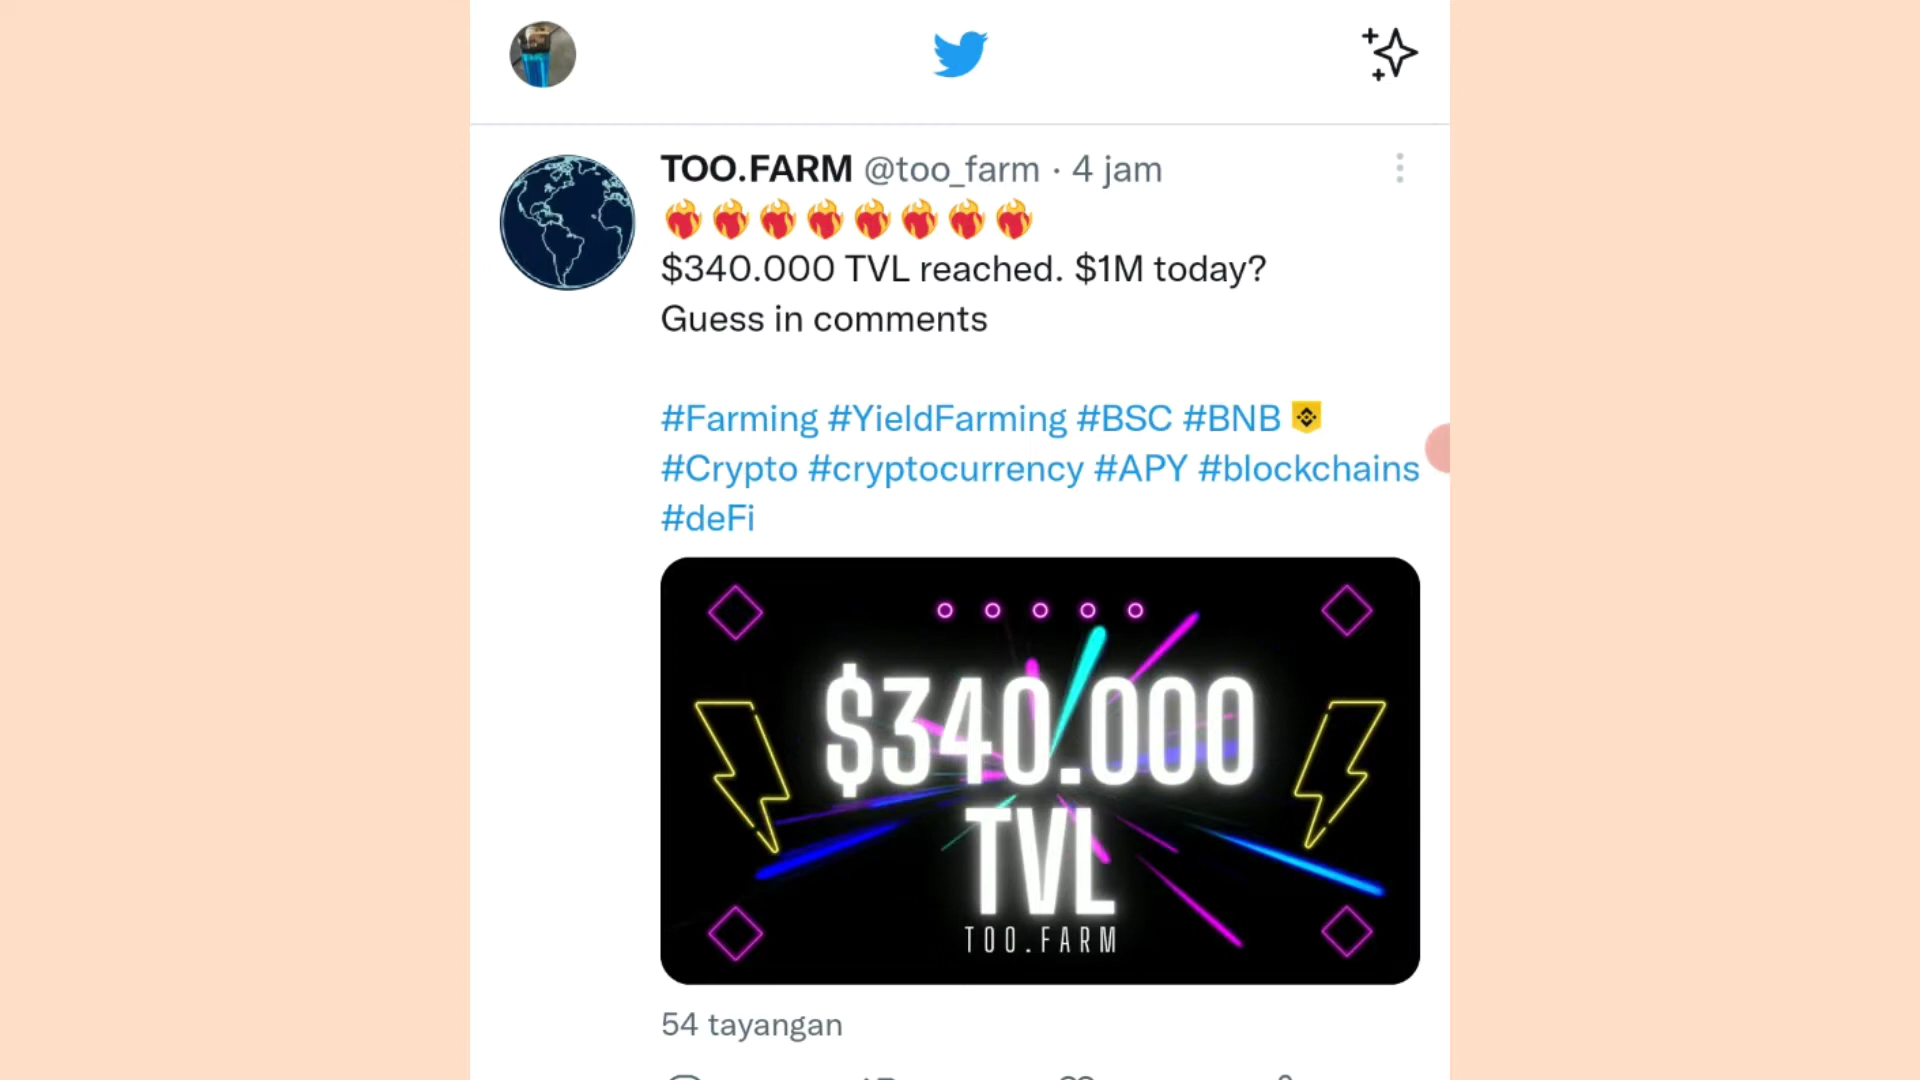 TOO.FARM @too_farm · 4 jam
❤️‍🔥❤️‍🔥❤️‍🔥❤️‍🔥❤️‍🔥❤️‍🔥❤️‍🔥❤️‍🔥
$340.000 TVL reached. $1M today?
Guess in comments
#Farming #YieldFarming #BSC #BNB
#Crypto #cryptocurrency #APY #blockchains
#deFi
$340.000
TVL
TOO.FARM
54 tayangan